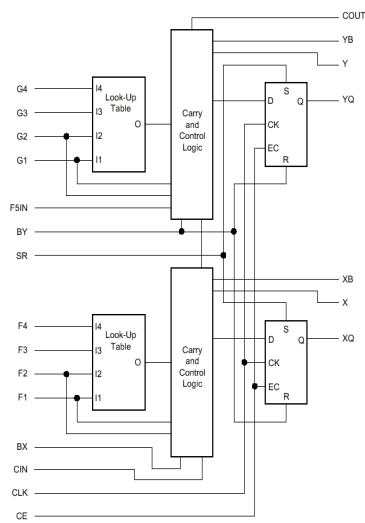 COUT
YB
Y
G4
G3
G2
G1
I4
I3
I2
I1
Look-Up
Table
O
Carry
and
Control
Logic
S
D
Q
CK
EC
R
YQ
F5IN
BY
SR
XB
X
F4
F3
F2
F1
I4
I3
I2
I1
Look-Up
Table
O
Carry
and
Control
Logic
S
D
Q
CK
EC
R
XQ
BX
CIN
CLK
CE